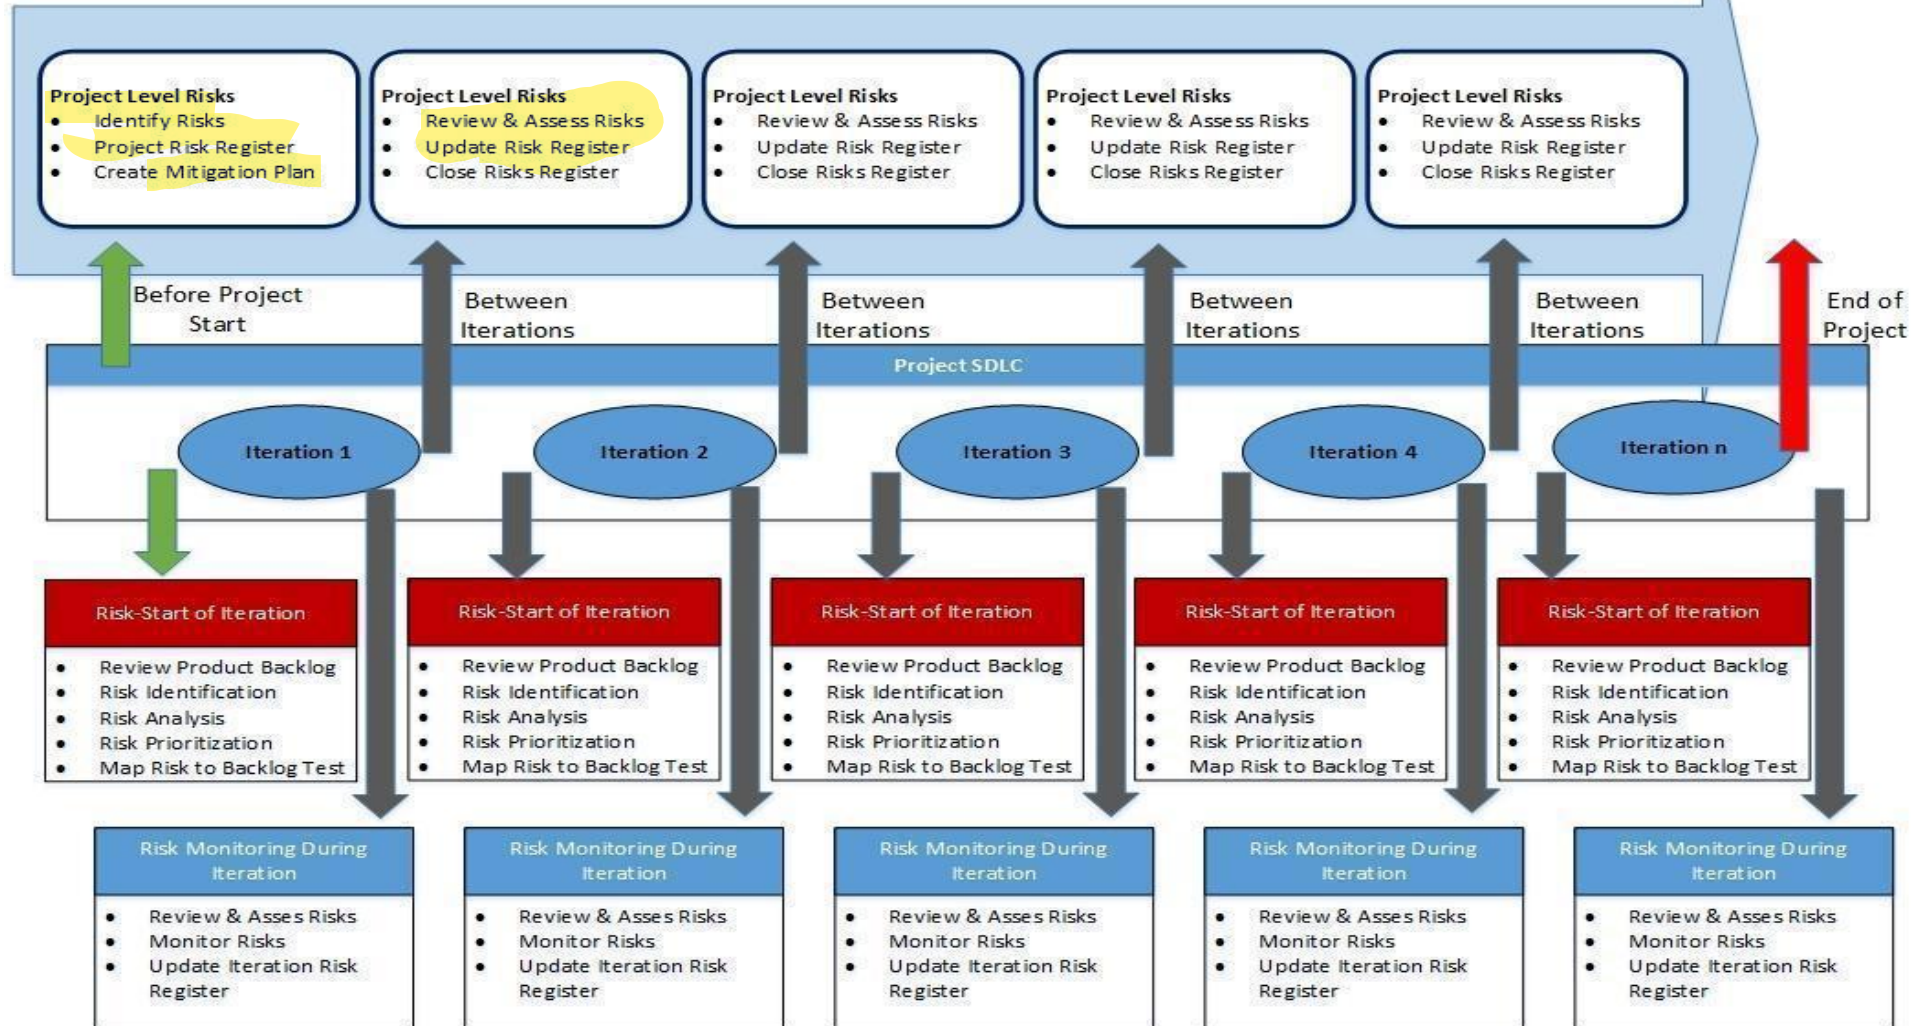 Project Level Risks
• Identify Risks
• Project Risk Register
• Create Mitigation Plan
Project Level Risks
• Review & Assess Risks
• Update Risk Register
• Close Risks Register
Project Level Risks
• Review & Assess Risks
• Update Risk Register
• Close Risks Register
Project Level Risks
• Review & Assess Risks
• Update Risk Register
• Close Risks Register
Project Level Risks
• Review & Assess Risks
• Update Risk Register
• Close Risks Register
Before Project
Start
Between
Iterations
Between
Iterations
Between
Iterations
Between
Iterations
End of
Project
Project SDLC
Iteration 1
Iteration 2
Iteration 3
Iteration 4
Iteration n
Risk-Start of Iteration
• Review Product Backlog
• Risk Identification
• Risk Analysis
• Risk Prioritization
• Map Risk to Backlog Test
Risk-Start of Iteration
• Review Product Backlog
• Risk Identification
• Risk Analysis
• Risk Prioritization
• Map Risk to Backlog Test
Risk-Start of Iteration
• Review Product Backlog
• Risk Identification
• Risk Analysis
• Risk Prioritization
• Map Risk to Backlog Test
Risk-Start of Iteration
• Review Product Backlog
• Risk Identification
• Risk Analysis
• Risk Prioritization
• Map Risk to Backlog Test
Risk-Start of Iteration
• Review Product Backlog
• Risk Identification
• Risk Analysis
• Risk Prioritization
• Map Risk to Backlog Test
Risk Monitoring During
Iteration
• Review & Asses Risks
• Monitor Risks
• Update Iteration Risk
Register
Risk Monitoring During
Iteration
• Review & Asses Risks
• Monitor Risks
• Update Iteration Risk
Register
Risk Monitoring During
Iteration
• Review & Asses Risks
• Monitor Risks
• Update Iteration Risk
Register
Risk Monitoring During
Iteration
• Review & Asses Risks
• Monitor Risks
• Update Iteration Risk
Register
Risk Monitoring During
Iteration
• Review & Asses Risks
• Monitor Risks
• Update Iteration Risk
Register